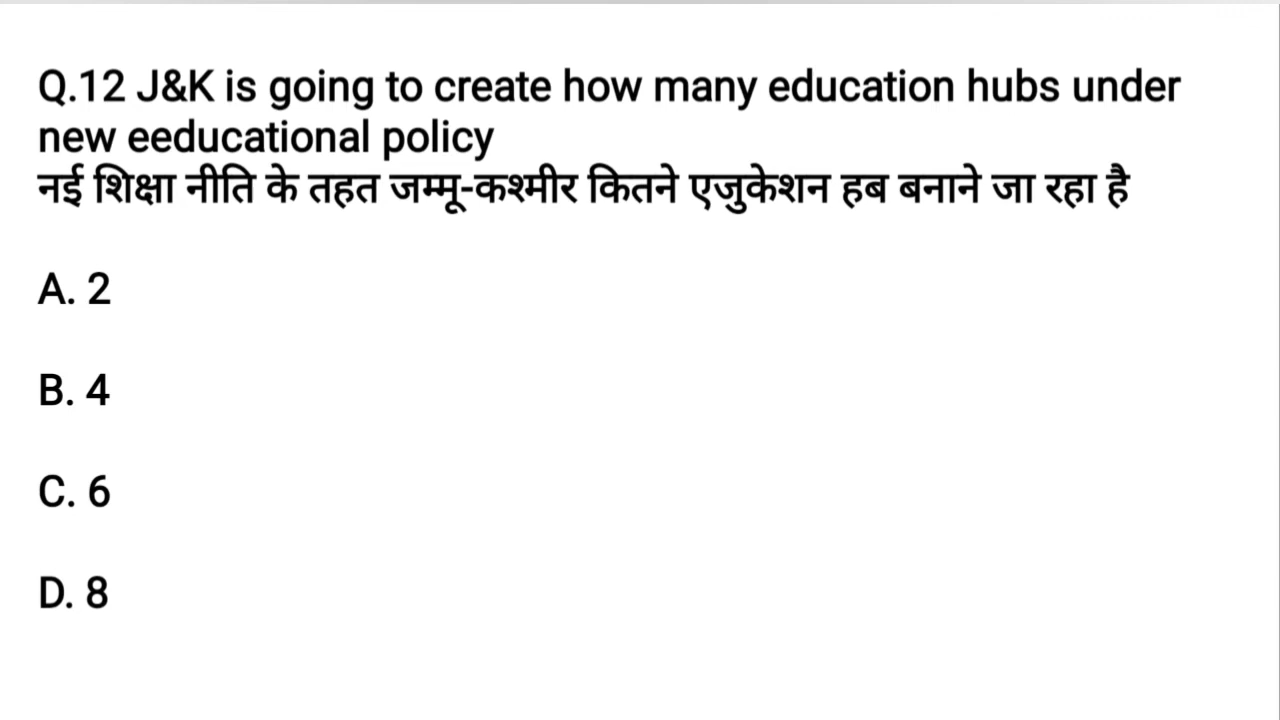 Q.12 J&K is going to create how many education hubs under
new eeducational policy
नई शिक्षा नीति के तहत जम्मू-कश्मीर कितने एजुकेशन हब बनाने जा रहा है
A. 2
B. 4
C. 6
D. 8